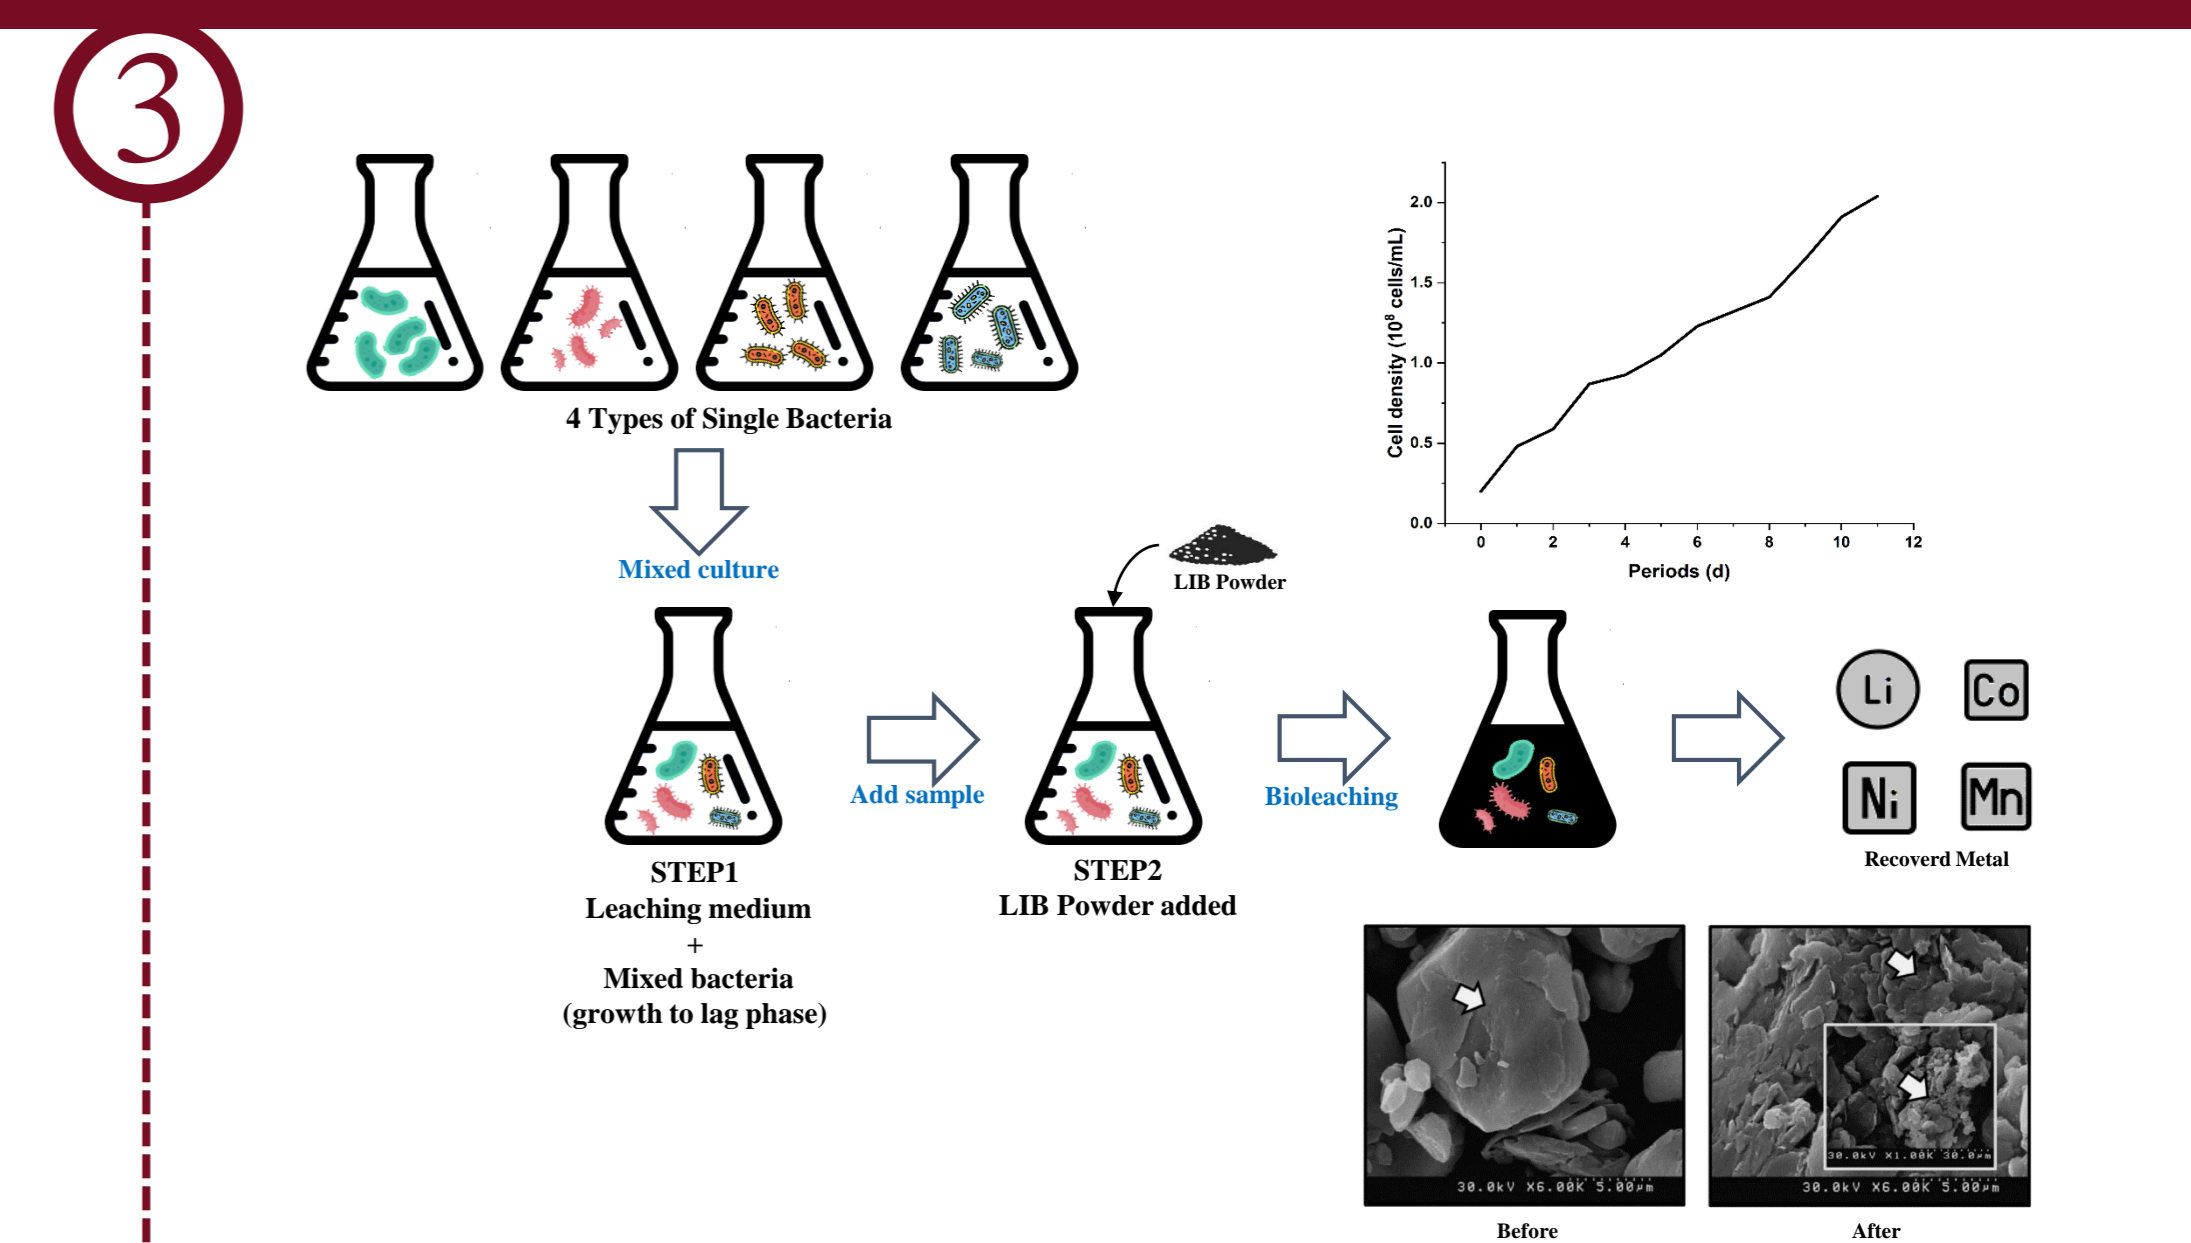 3
4 Types of Single Bacteria
Mixed culture
LIB Powder
Add sample
Bioleaching
STEP1
Leaching medium
+
Mixed bacteria
(growth to lag phase)
STEP2
LIB Powder added
Cell density (10⁸ cells/mL)
2.0
1.5
1.0
0.5
0.0
0 2 4 6 8 10 12
Periods (d)
Li Co
Ni Mn
Recoverd Metal
30.0kV X6.00K 5.00µm
Before
30.0kV X1.00K 30.0µm
30.0kV X6.00K 5.00µm
After